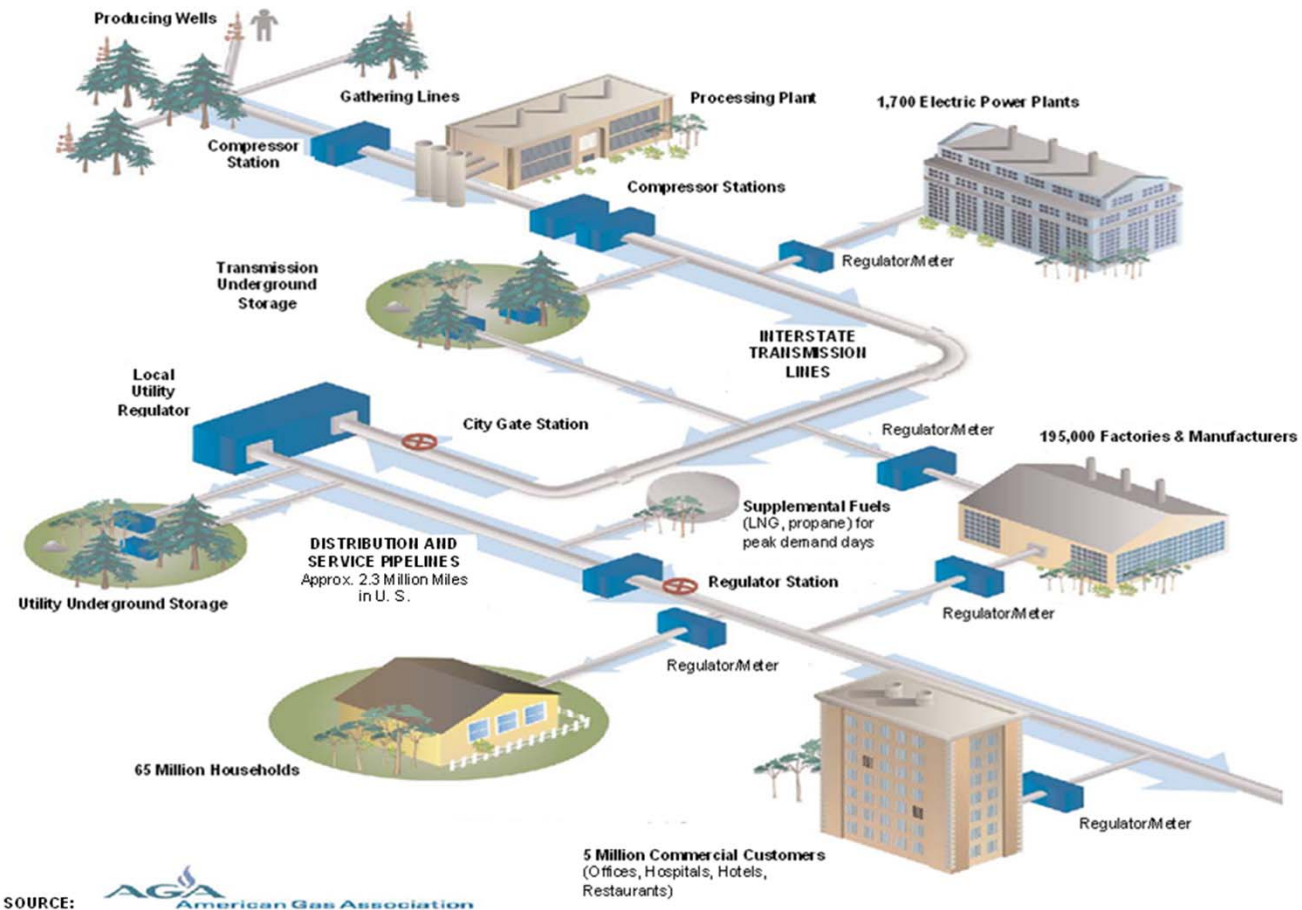 Producing Wells
Gathering Lines
Processing Plant
1,700 Electric Power Plants
Compressor
Station
Compressor Stations
Regulator/Meter
Transmission
Underground
Storage
INTERSTATE
TRANSMISSION
LINES
Local
Utility
Regulator
City Gate Station
Regulator/Meter
195,000 Factories & Manufacturers
Supplemental Fuels
(LNG, propane) for
peak demand days
DISTRIBUTION AND
SERVICE PIPELINES
Approx. 2.3 Million Miles
in U. S.
Regulator Station
Utility Underground Storage
Regulator/Meter
Regulator/Meter
65 Million Households
Regulator/Meter
5 Million Commercial Customers
(Offices, Hospitals, Hotels,
Restaurants)
SOURCE:
AGA
American Gas Association